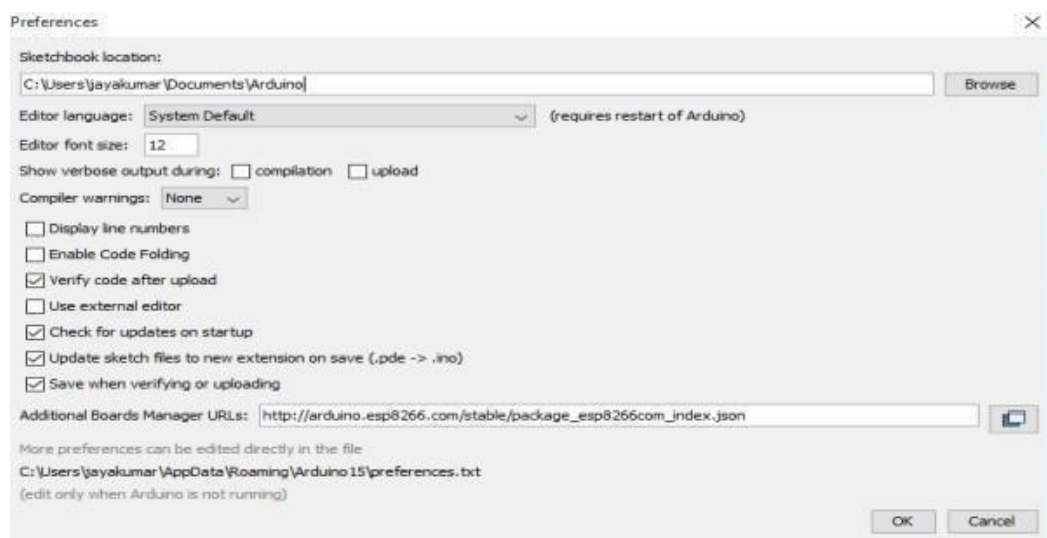 Preferences
Sketchbook location:
C:\Users\jayakumar\Documents\Arduino
Browse
Editor language: System Default (requires restart of Arduino)
Editor font size: 12
Show verbose output during: compilation upload
Compiler warnings: None
Display line numbers
Enable Code Folding
Verify code after upload
Use external editor
Check for updates on startup
Update sketch files to new extension on save (.pde -> .ino)
Save when verifying or uploading
Additional Boards Manager URLs: http://arduino.esp8266.com/stable/package_esp8266com_index.json
More preferences can be edited directly in the file
C:\Users\jayakumar\AppData\Roaming\Arduino15\preferences.txt
(edit only when Arduino is not running)
OK Cancel